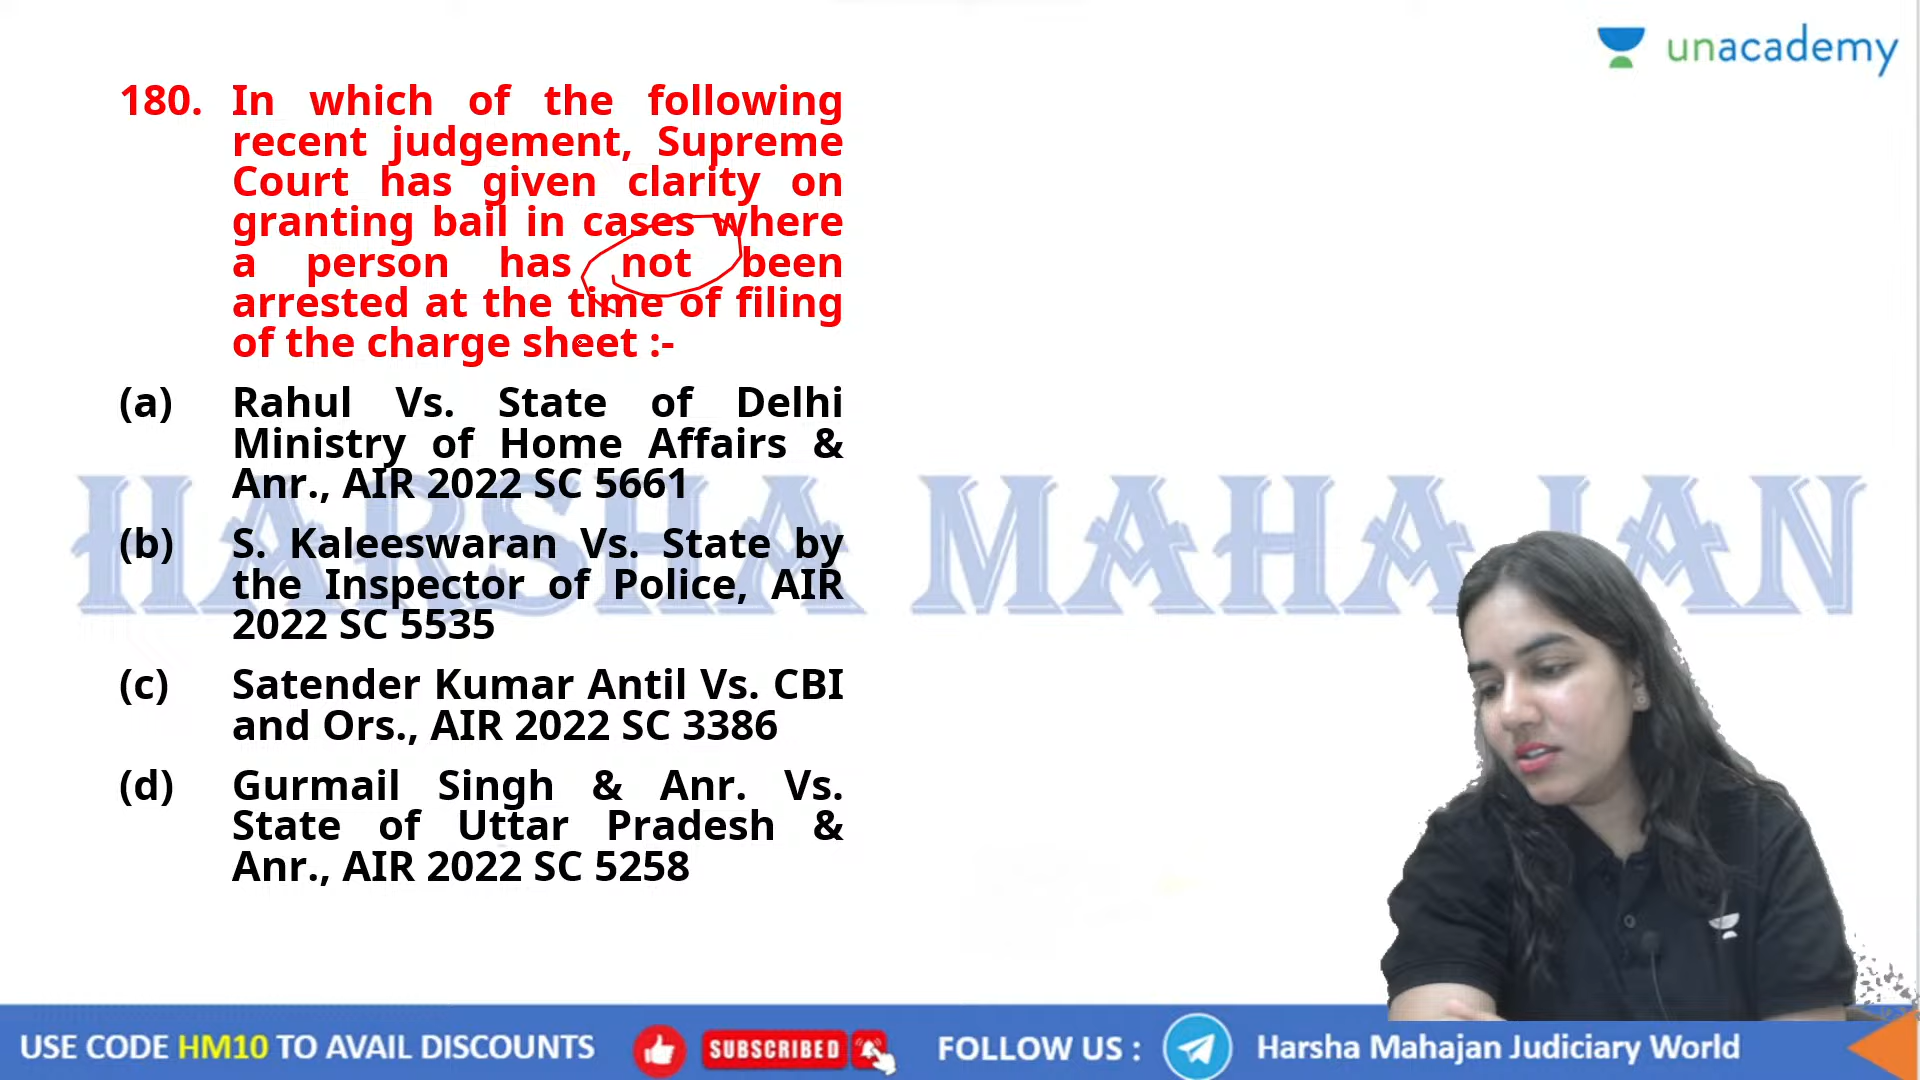 unacademy
180. In which of the following
recent judgement, Supreme
Court has given clarity on
granting bail in cases where
a person has not been
arrested at the time of filing
of the charge sheet :-
(a) Rahul Vs. State of Delhi
Ministry of Home Affairs &
Anr., AIR 2022 SC 5661
(b) S. Kaleeswaran Vs. State by
the Inspector of Police, AIR
2022 SC 5535
(c) Satender Kumar Antil Vs. CBI
and Ors., AIR 2022 SC 3386
(d) Gurmail Singh & Anr. Vs.
State of Uttar Pradesh &
Anr., AIR 2022 SC 5258
HARSHA MAHAJAN
USE CODE HM10 TO AVAIL DISCOUNTS
SUBSCRIBED
FOLLOW US :
Harsha Mahajan Judiciary World